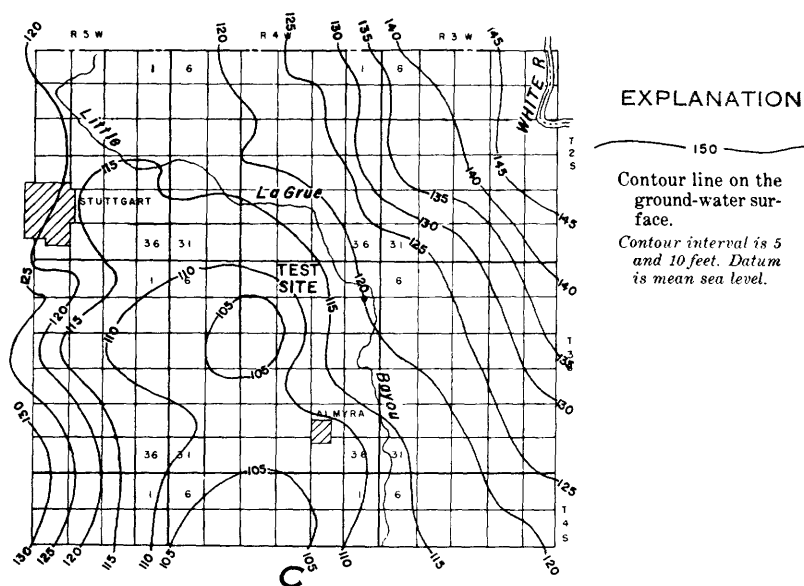 120
120
125
130
135
140
145
R 5 W
R 4 W
R 3 W
1
6
1
6
WHITE R
Little
T
2
S
115
La Grue
140
145
135
145
STUTTGART
130
125
36
31
36
31
TEST
SITE
110
1
6
120
6
125
115
140
120
115
110
105
105
T
3
135
Bayou
130
130
ALMYRA
36
31
36
31
105
1
6
1
6
125
T
4
S
130
125
120
115
110
105
105
110
115
120
C
EXPLANATION
150
Contour line on the
ground-water sur-
face.
Contour interval is 5
and 10 feet. Datum
is mean sea level.